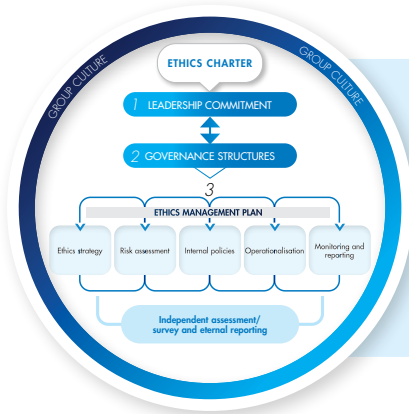 GROUP CULTURE
GROUP CULTURE
ETHICS CHARTER
1 LEADERSHIP COMMITMENT
2 GOVERNANCE STRUCTURES
3
ETHICS MANAGEMENT PLAN
Ethics strategy
Risk assessment
Internal policies
Operationalisation
Monitoring and
reporting
Independent assessment/
survey and eternal reporting